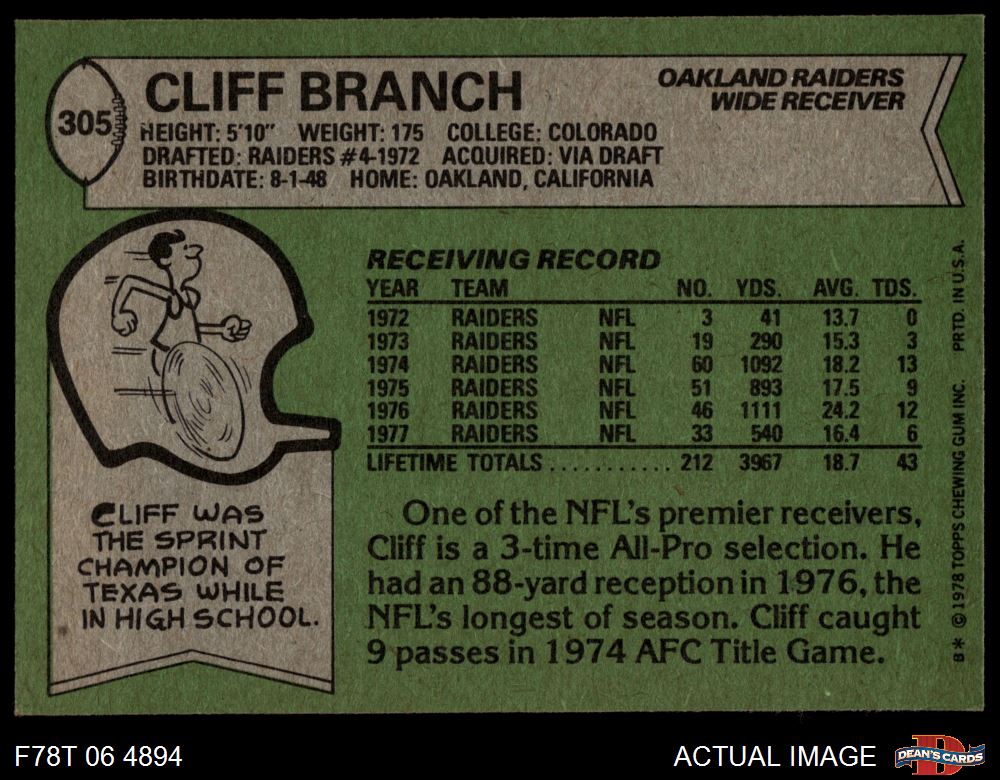 305
CLIFF BRANCH
OAKLAND RAIDERS
WIDE RECEIVER
HEIGHT: 5'10" WEIGHT: 175 COLLEGE: COLORADO
DRAFTED: RAIDERS #4-1972 ACQUIRED: VIA DRAFT
BIRTHDATE: 8-1-48 HOME: OAKLAND, CALIFORNIA
RECEIVING RECORD
YEAR TEAM NO. YDS. AVG. TDS.
1972 RAIDERS NFL 3 41 13.7 0
1973 RAIDERS NFL 19 290 15.3 3
1974 RAIDERS NFL 60 1092 18.2 13
1975 RAIDERS NFL 51 893 17.5 9
1976 RAIDERS NFL 46 1111 24.2 12
1977 RAIDERS NFL 33 540 16.4 6
LIFETIME TOTALS ........... 212 3967 18.7 43
One of the NFL's premier receivers,
Cliff is a 3-time All-Pro selection. He
had an 88-yard reception in 1976, the
NFL's longest of season. Cliff caught
9 passes in 1974 AFC Title Game.
CLIFF WAS
THE SPRINT
CHAMPION OF
TEXAS WHILE
IN HIGH SCHOOL.
B* © 1978 TOPPS CHEWING GUM INC. PRTD. IN U.S.A.
F78T 06 4894
ACTUAL IMAGE
D
DEAN'S CARDS